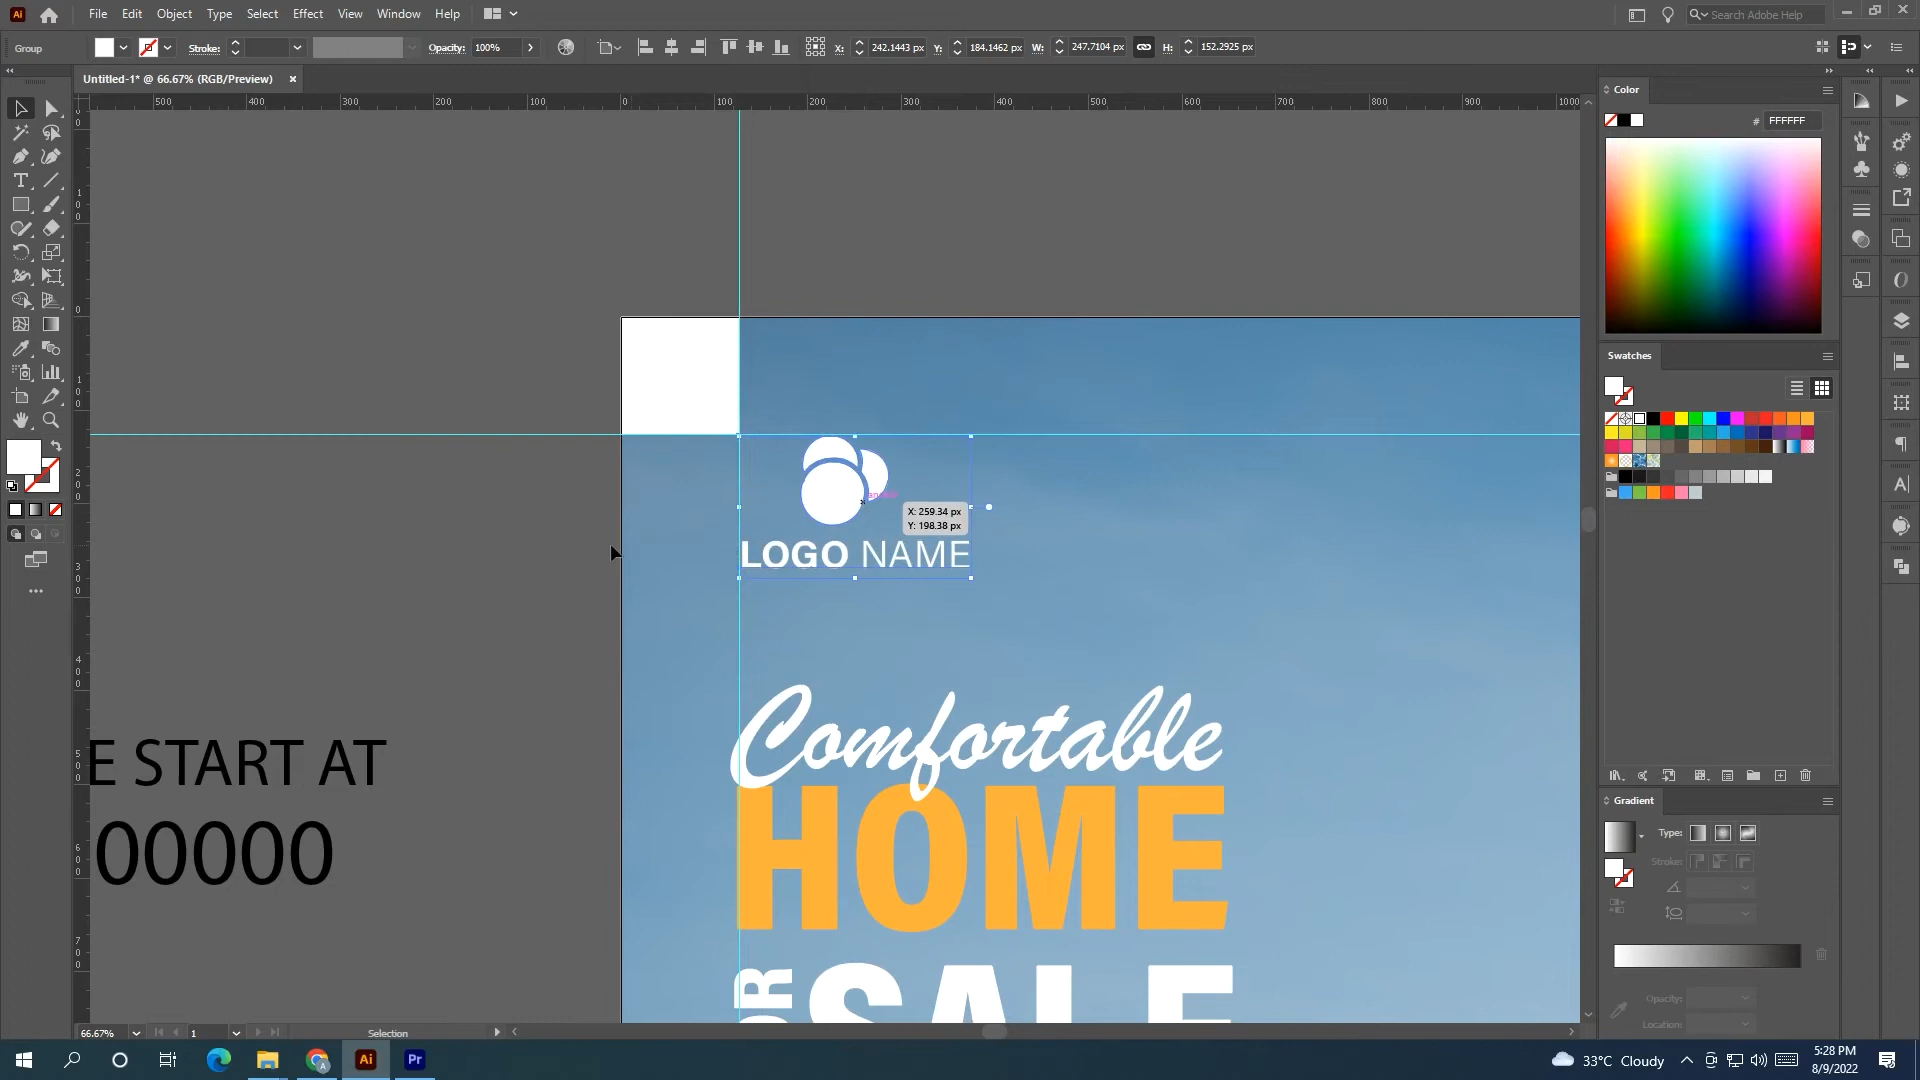 Ai File Edit Object Type Select Effect View Window Help Search Adobe Help
Group Stroke: Opacity: 100% X: 242.1443 px Y: 184.1462 px W: 247.7104 px H: 152.2925 px
Untitled-1* @ 66.67% (RGB/Preview)
500 400 300 200 100 0 100 200 300 400 500 600 700 800 900 1000
Color
# FFFFFF
Swatches
X: 259.34 px
Y: 198.38 px
LOGO NAME
Comfortable
E START AT
HOME
00000
OR SALE
Gradient
Type:
Stroke:
Opacity:
Location:
66.67% 1 Selection
Ai Pr 33°C Cloudy 5:28 PM
8/9/2022